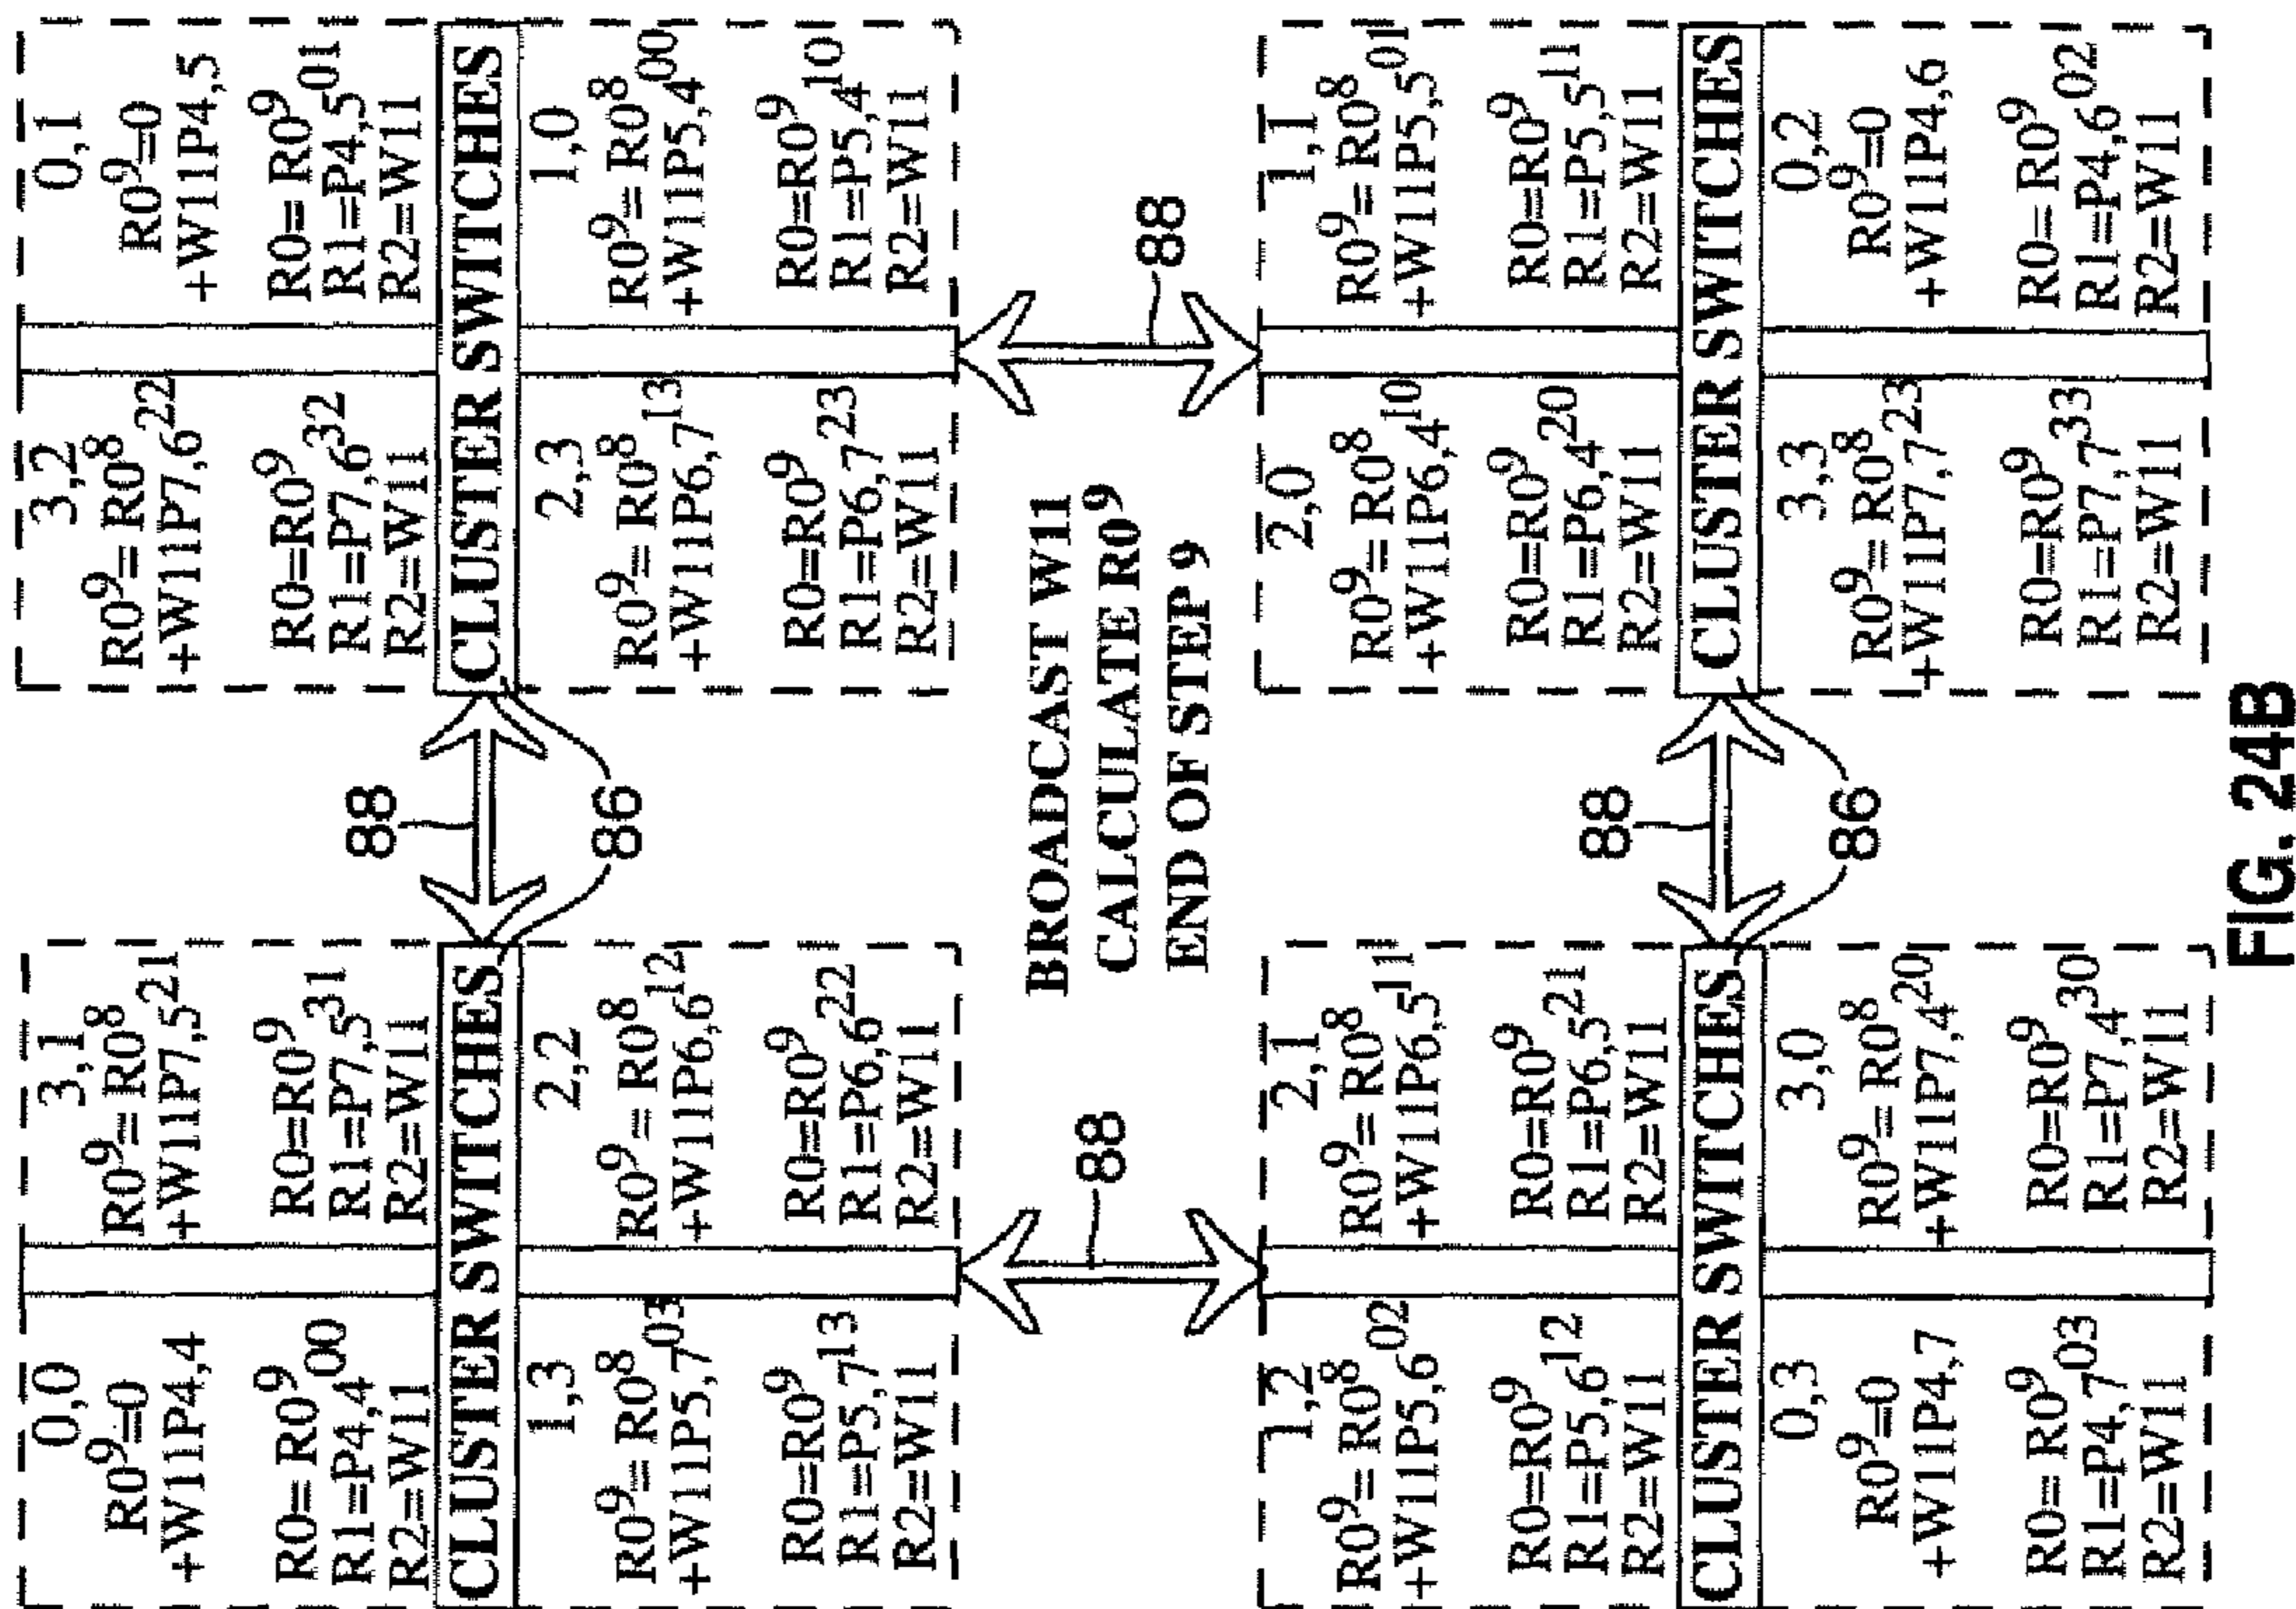 0,0
R0⁹=0
+W11P4,4
R0= R0⁹
R1=P4,4⁰⁰
R2=W11
3,1
R0⁹= R0⁸
+W11P7,5²¹
R0=R0⁹
R1=P7,5³¹
R2=W11
CLUSTER SWITCHES
1,3
R0⁹= R0⁸
+W11P5,7⁰³
R0=R0⁹
R1=P5,7¹³
R2=W11
2,2
R0⁹= R0⁸
+W11P6,6¹²
R0=R0⁹
R1=P6,6²²
R2=W11
88
86
3,2
R0⁹= R0⁸
+W11P7,6²²
R0=R0⁹
R1=P7,6³²
R2=W11
0,1
R0⁹=0
+W11P4,5
R0= R0⁹
R1=P4,5⁰¹
R2=W11
CLUSTER SWITCHES
2,3
R0⁹= R0⁸
+W11P6,7¹³
R0=R0⁹
R1=P6,7²³
R2=W11
1,0
R0⁹= R0⁸
+W11P5,4⁰⁰
R0=R0⁹
R1=P5,4¹⁰
R2=W11
88
BROADCAST W11
CALCULATE R0⁹
END OF STEP 9
88
1,2
R0⁹= R0⁸
+W11P5,6⁰²
R0=R0⁹
R1=P5,6¹²
R2=W11
2,1
R0⁹= R0⁸
+W11P6,5¹¹
R0=R0⁹
R1=P6,5²¹
R2=W11
CLUSTER SWITCHES
0,3
R0⁹=0
+W11P4,7
R0= R0⁹
R1=P4,7⁰³
R2=W11
3,0
R0⁹= R0⁸
+W11P7,4²⁰
R0=R0⁹
R1=P7,4³⁰
R2=W11
88
86
2,0
R0⁹= R0⁸
+W11P6,4¹⁰
R0=R0⁹
R1=P6,4²⁰
R2=W11
1,1
R0⁹= R0⁸
+W11P5,5⁰¹
R0=R0⁹
R1=P5,5¹¹
R2=W11
CLUSTER SWITCHES
3,3
R0⁹= R0⁸
+W11P7,7²³
R0=R0⁹
R1=P7,7³³
R2=W11
0,2
R0⁹=0
+W11P4,6
R0= R0⁹
R1=P4,6⁰²
R2=W11
FIG. 24B